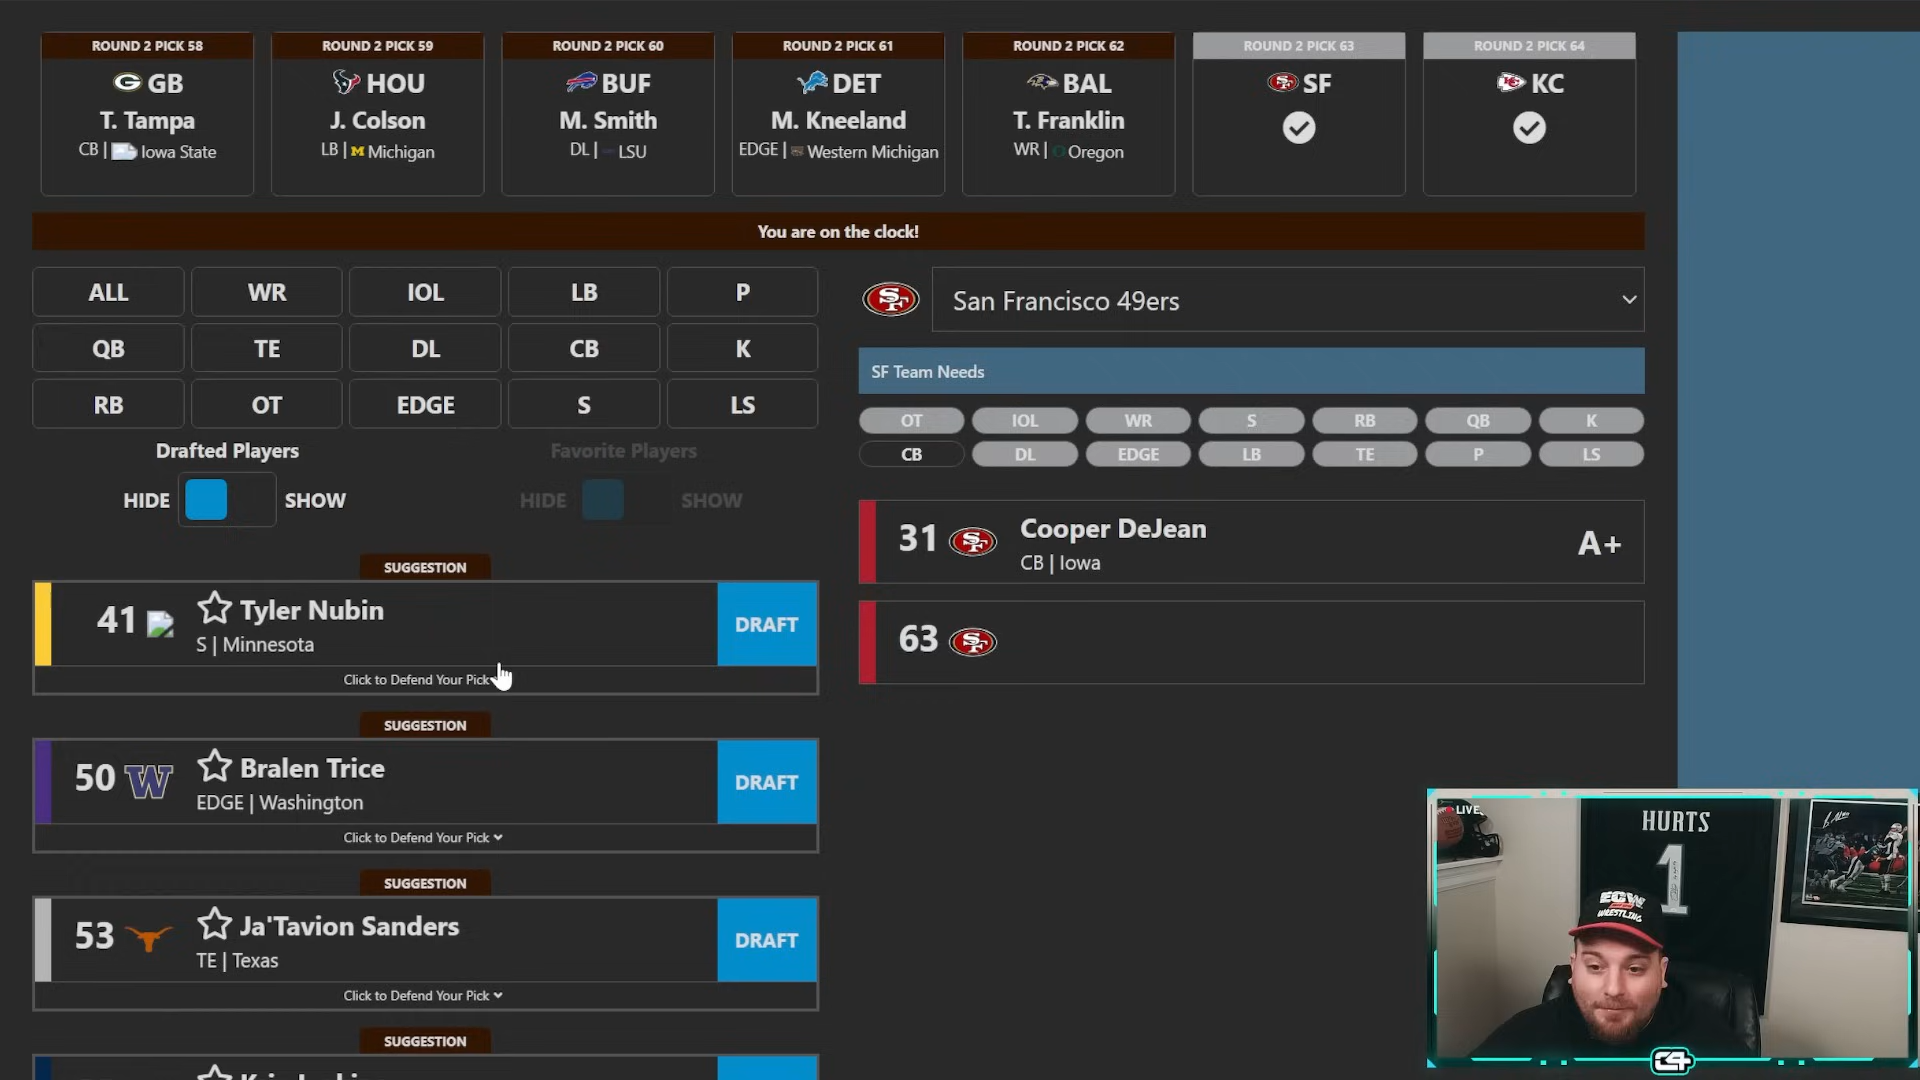 ROUND 2 PICK 58
GB
T. Tampa
CB | Iowa State
ROUND 2 PICK 59
HOU
J. Colson
LB | Michigan
ROUND 2 PICK 60
BUF
M. Smith
DL | LSU
ROUND 2 PICK 61
DET
M. Kneeland
EDGE | Western Michigan
ROUND 2 PICK 62
BAL
T. Franklin
WR | Oregon
ROUND 2 PICK 63
SF
ROUND 2 PICK 64
KC
You are on the clock!
ALL WR IOL LB P
QB TE DL CB K
RB OT EDGE S LS
Drafted Players
HIDE SHOW
Favorite Players
HIDE SHOW
SUGGESTION
41 Tyler Nubin
S | Minnesota
DRAFT
Click to Defend Your Pick
SUGGESTION
50 Bralen Trice
EDGE | Washington
DRAFT
Click to Defend Your Pick
SUGGESTION
53 Ja'Tavion Sanders
TE | Texas
DRAFT
Click to Defend Your Pick
SUGGESTION
San Francisco 49ers
SF Team Needs
OT IOL WR S RB QB K
CB DL EDGE LB TE P LS
31 Cooper DeJean
CB | Iowa
A+
63
LIVE
HURTS
1
ECW
WRESTLING
C4